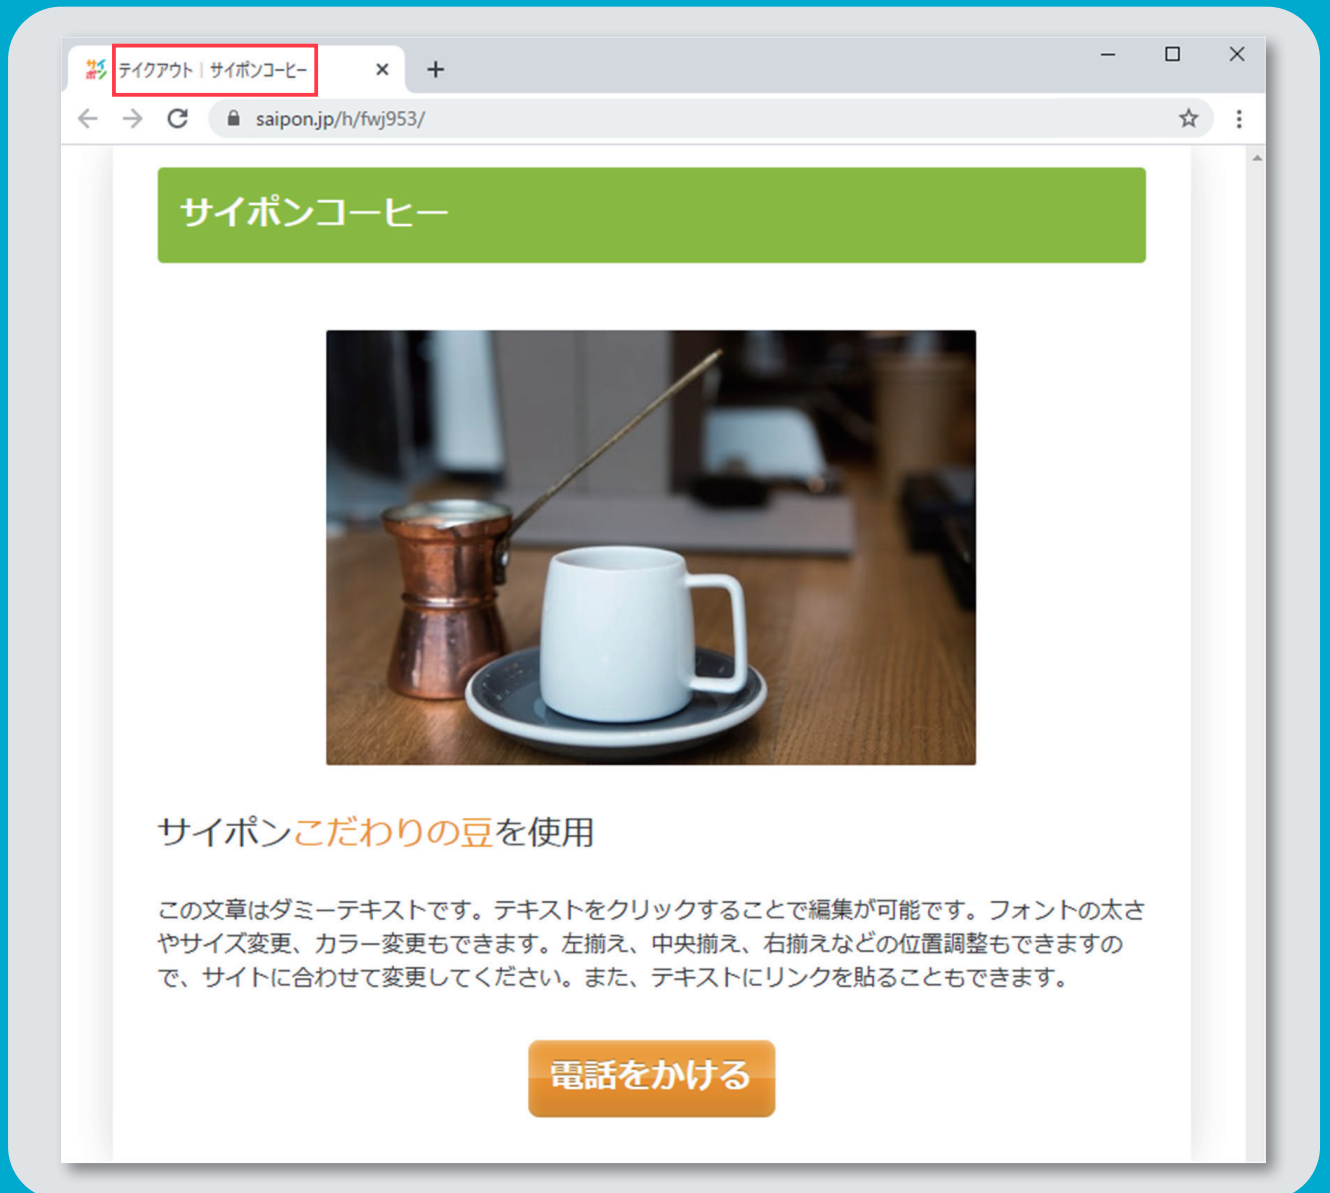 サイポン
テイクアウト｜サイポンコーヒー
saipon.jp/h/fwj953/
サイポンコーヒー
サイポンこだわりの豆を使用
この文章はダミーテキストです。テキストをクリックすることで編集が可能です。フォントの太さ
やサイズ変更、カラー変更もできます。左揃え、中央揃え、右揃えなどの位置調整もできますの
で、サイトに合わせて変更してください。また、テキストにリンクを貼ることもできます。
電話をかける